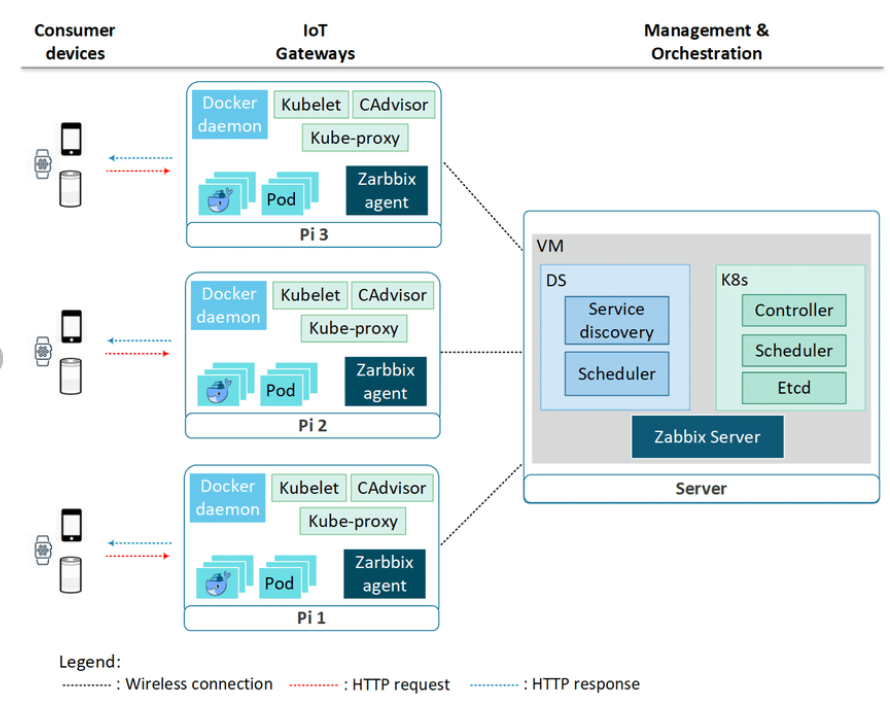 Consumer
devices
IoT
Gateways
Management &
Orchestration
Docker
daemon
Kubelet
CAdvisor
Kube-proxy
Pod
Zarbbix
agent
Pi 3
Docker
daemon
Kubelet
CAdvisor
Kube-proxy
Pod
Zarbbix
agent
Pi 2
Docker
daemon
Kubelet
CAdvisor
Kube-proxy
Pod
Zarbbix
agent
Pi 1
VM
DS
Service
discovery
Scheduler
K8s
Controller
Scheduler
Etcd
Zabbix Server
Server
Legend:
: Wireless connection
: HTTP request
: HTTP response